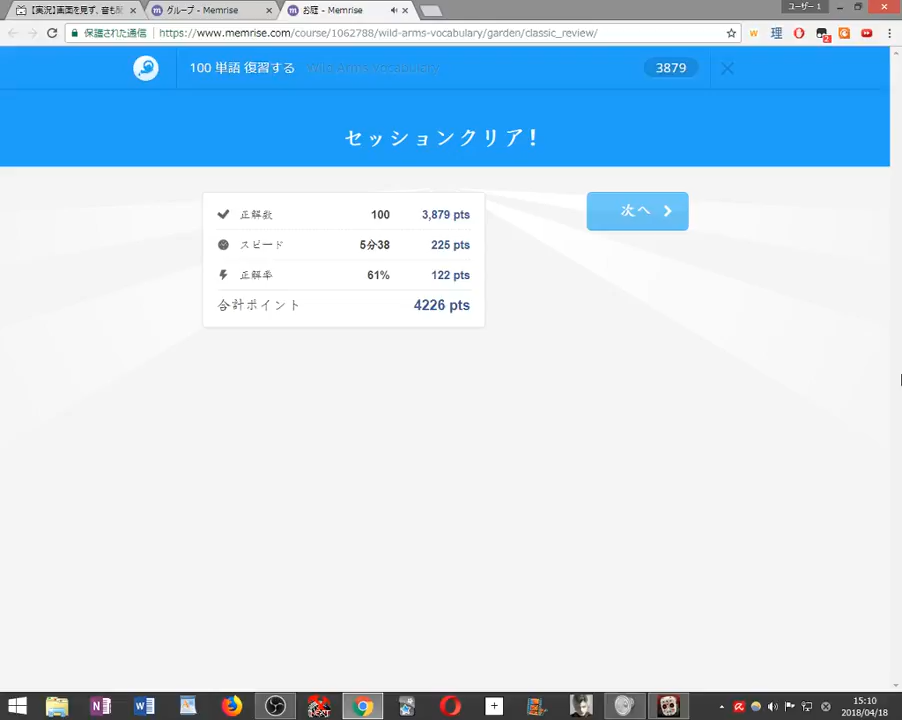 【実況】画面を見ず、音も
グループ - Memrise
お庭 - Memrise
ユーザー 1
保護された通信
https://www.memrise.com/course/1062788/wild-arms-vocabulary/garden/classic_review/
100 単語 復習する
Wild Arms Vocabulary
3879
セッションクリア！
正解数 100 3,879 pts
次へ
スピード 5分38 225 pts
正解率 61% 122 pts
合計ポイント 4226 pts
15:10
2018/04/18